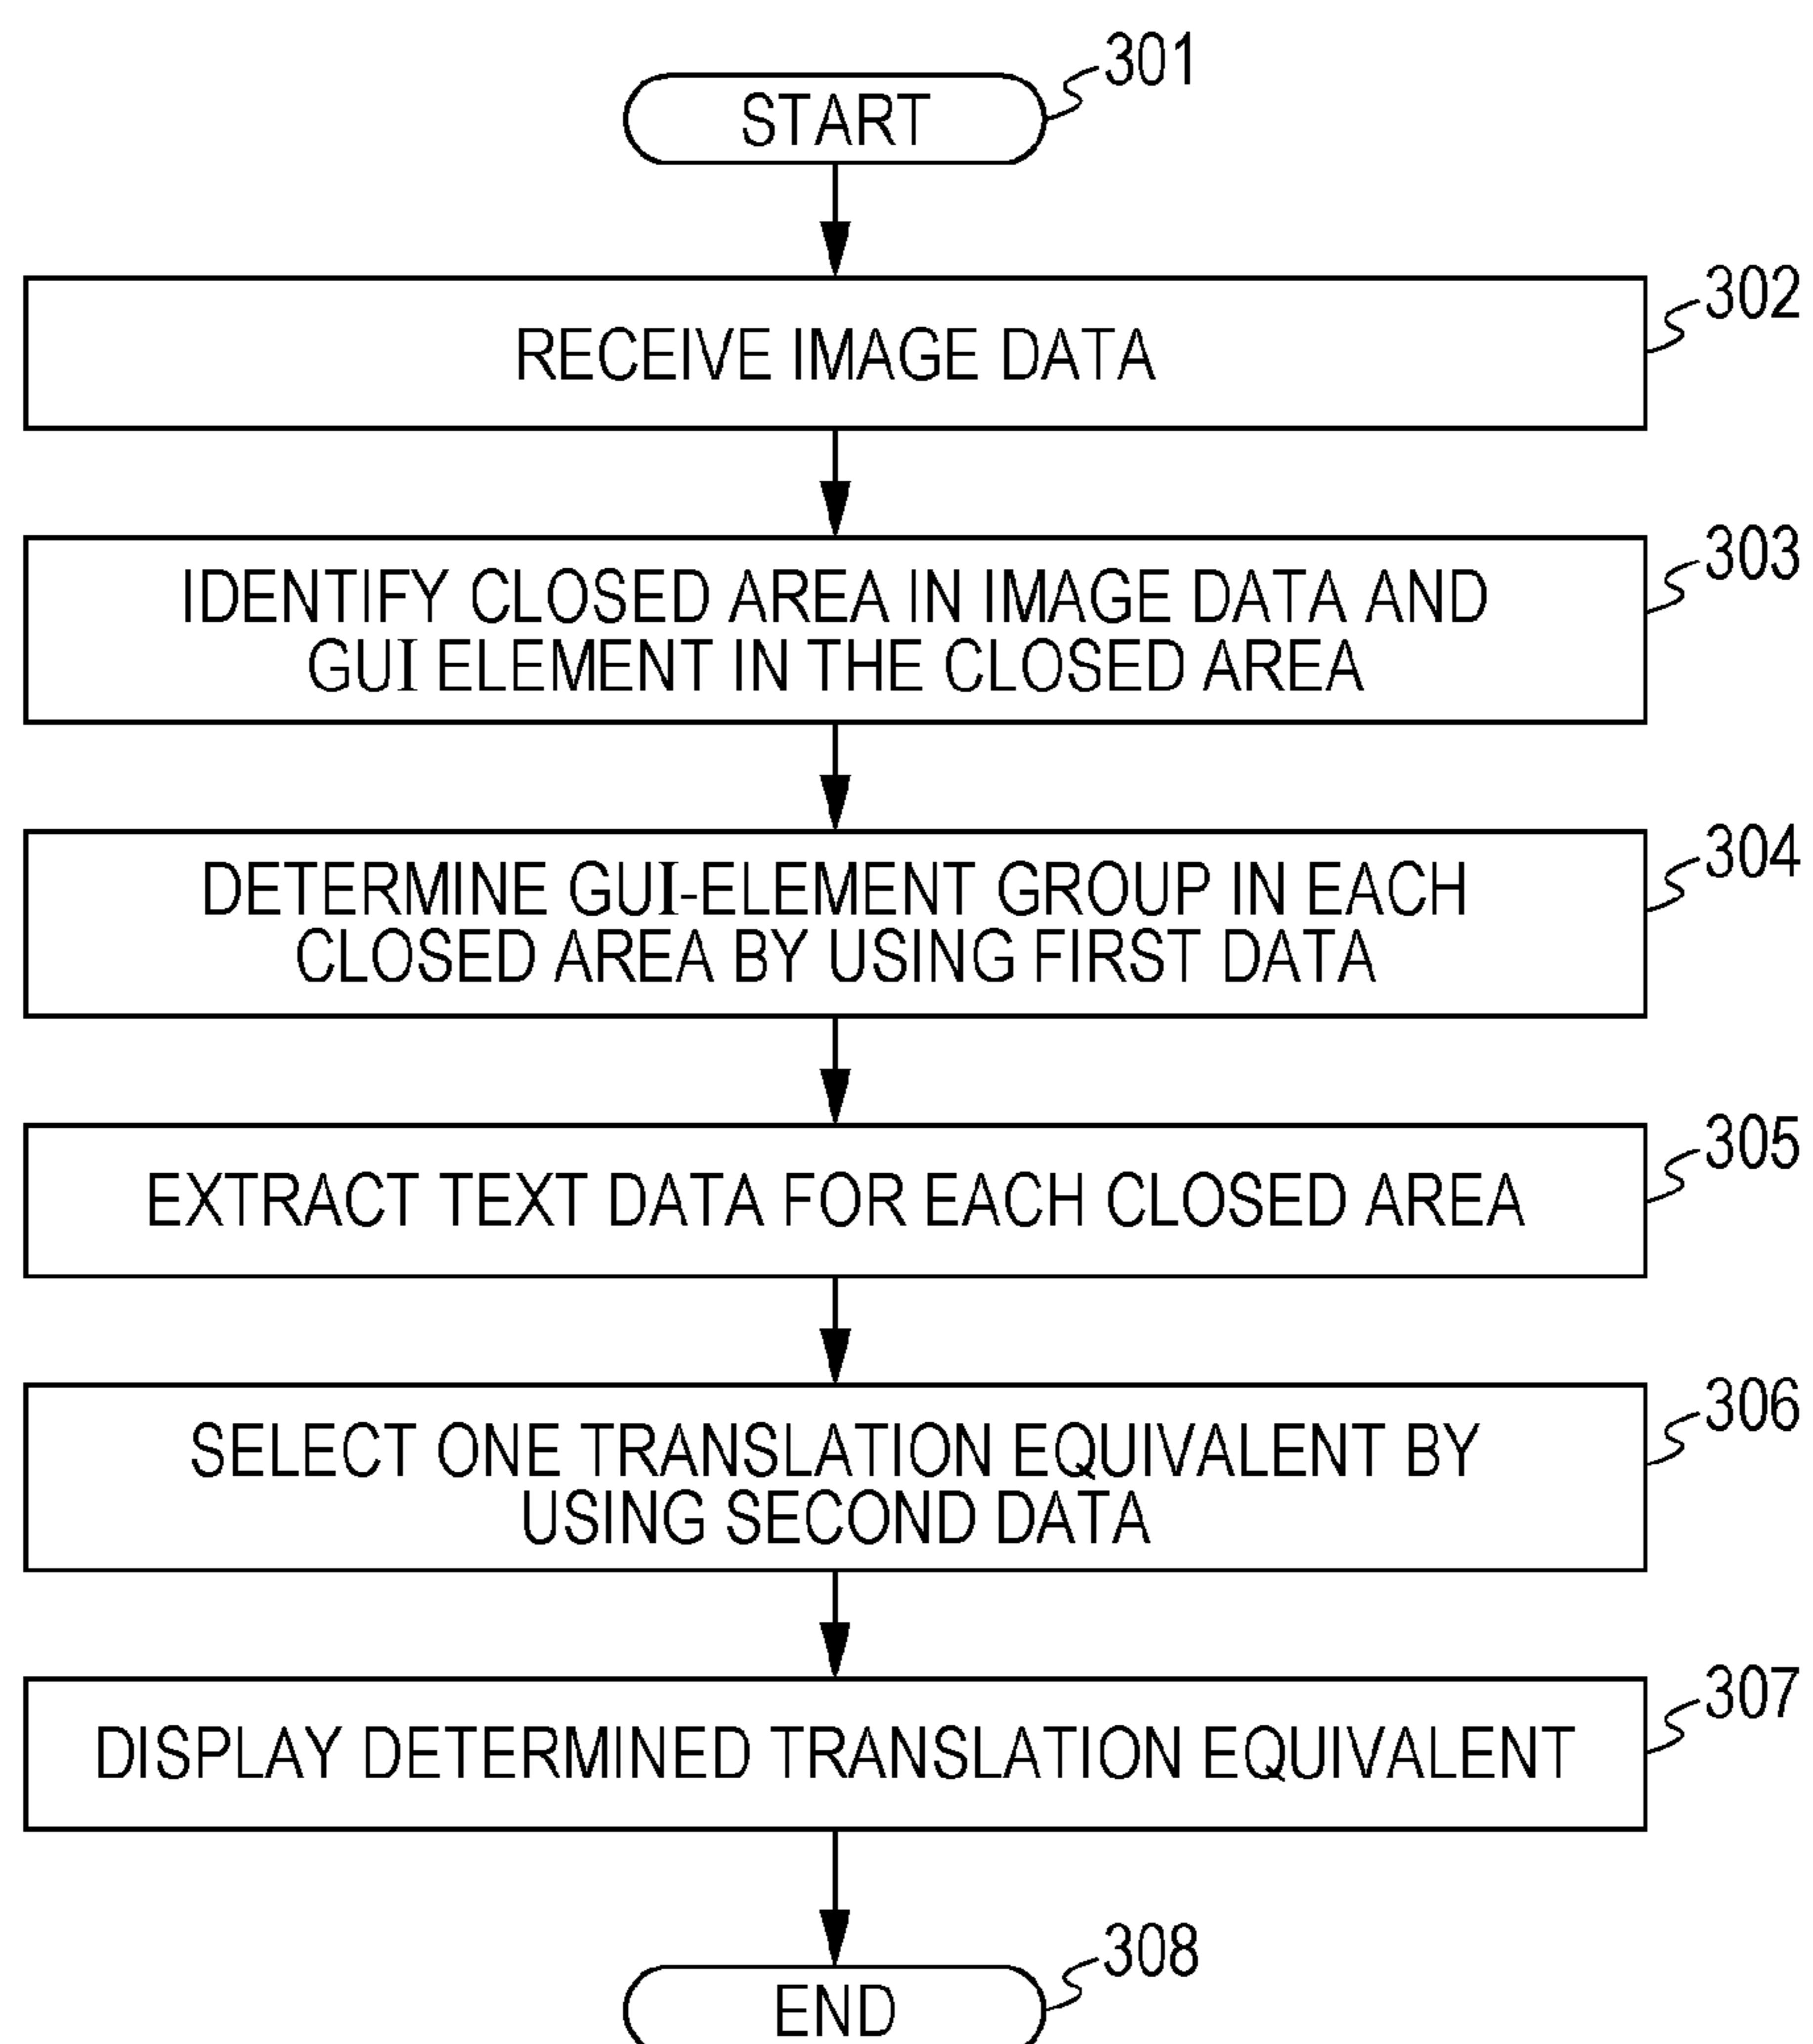 START
301
RECEIVE IMAGE DATA
302
IDENTIFY CLOSED AREA IN IMAGE DATA AND
GUI ELEMENT IN THE CLOSED AREA
303
DETERMINE GUI-ELEMENT GROUP IN EACH
CLOSED AREA BY USING FIRST DATA
304
EXTRACT TEXT DATA FOR EACH CLOSED AREA
305
SELECT ONE TRANSLATION EQUIVALENT BY
USING SECOND DATA
306
DISPLAY DETERMINED TRANSLATION EQUIVALENT
307
END
308